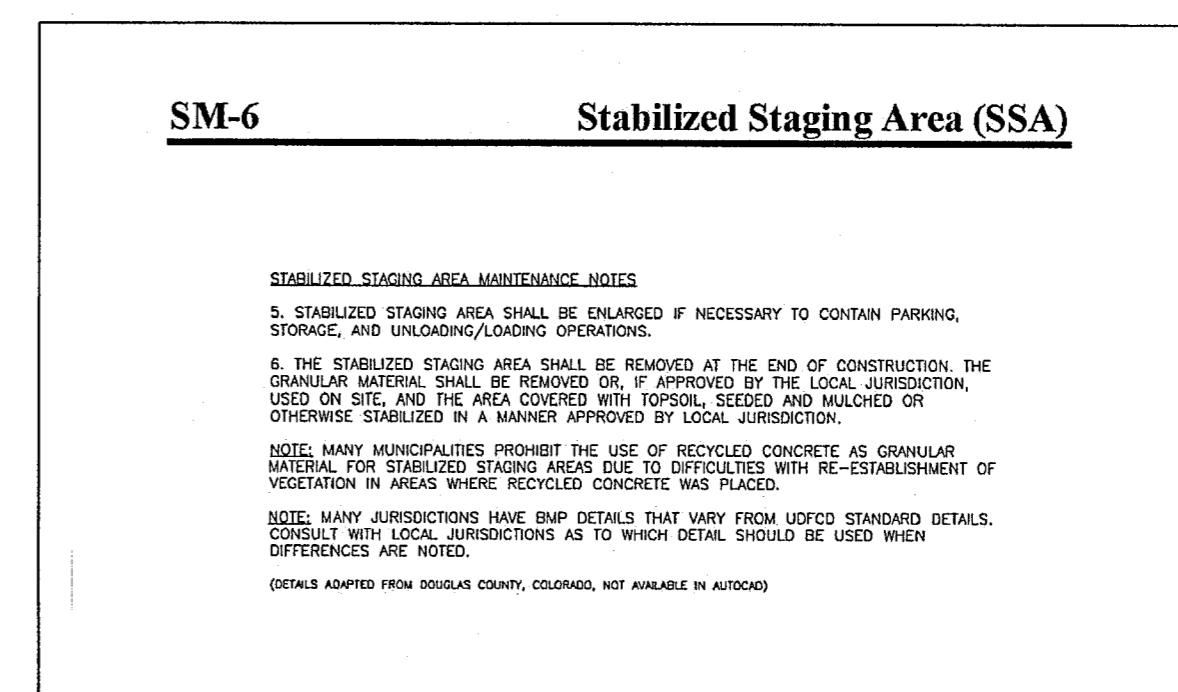 SM-6 Stabilized Staging Area (SSA)
STABILIZED STAGING AREA MAINTENANCE NOTES
5. STABILIZED STAGING AREA SHALL BE ENLARGED IF NECESSARY TO CONTAIN PARKING,
STORAGE, AND UNLOADING/LOADING OPERATIONS.
6. THE STABILIZED STAGING AREA SHALL BE REMOVED AT THE END OF CONSTRUCTION. THE
GRANULAR MATERIAL SHALL BE REMOVED OR, IF APPROVED BY THE LOCAL JURISDICTION,
USED ON SITE, AND THE AREA COVERED WITH TOPSOIL, SEEDED AND MULCHED OR
OTHERWISE STABILIZED IN A MANNER APPROVED BY LOCAL JURISDICTION.
NOTE: MANY MUNICIPALITIES PROHIBIT THE USE OF RECYCLED CONCRETE AS GRANULAR
MATERIAL FOR STABILIZED STAGING AREAS DUE TO DIFFICULTIES WITH RE-ESTABLISHMENT OF
VEGETATION IN AREAS WHERE RECYCLED CONCRETE WAS PLACED.
NOTE: MANY JURISDICTIONS HAVE BMP DETAILS THAT VARY FROM UDFCD STANDARD DETAILS.
CONSULT WITH LOCAL JURISDICTIONS AS TO WHICH DETAIL SHOULD BE USED WHEN
DIFFERENCES ARE NOTED.
(DETAILS ADAPTED FROM DOUGLAS COUNTY, COLORADO, NOT AVAILABLE IN AUTOCAD)